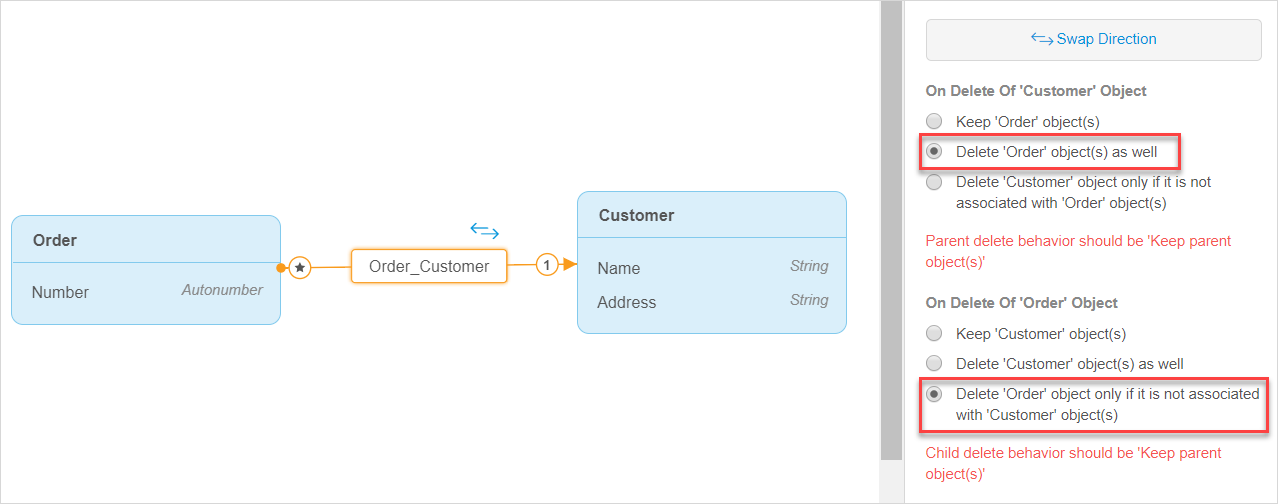 Order
Number Autonumber
★
Order_Customer
1
Customer
Name String
Address String
Swap Direction
On Delete Of 'Customer' Object
Keep 'Order' object(s)
Delete 'Order' object(s) as well
Delete 'Customer' object only if it is not
associated with 'Order' object(s)
Parent delete behavior should be 'Keep parent
object(s)'
On Delete Of 'Order' Object
Keep 'Customer' object(s)
Delete 'Customer' object(s) as well
Delete 'Order' object only if it is not associated
with 'Customer' object(s)
Child delete behavior should be 'Keep parent
object(s)'